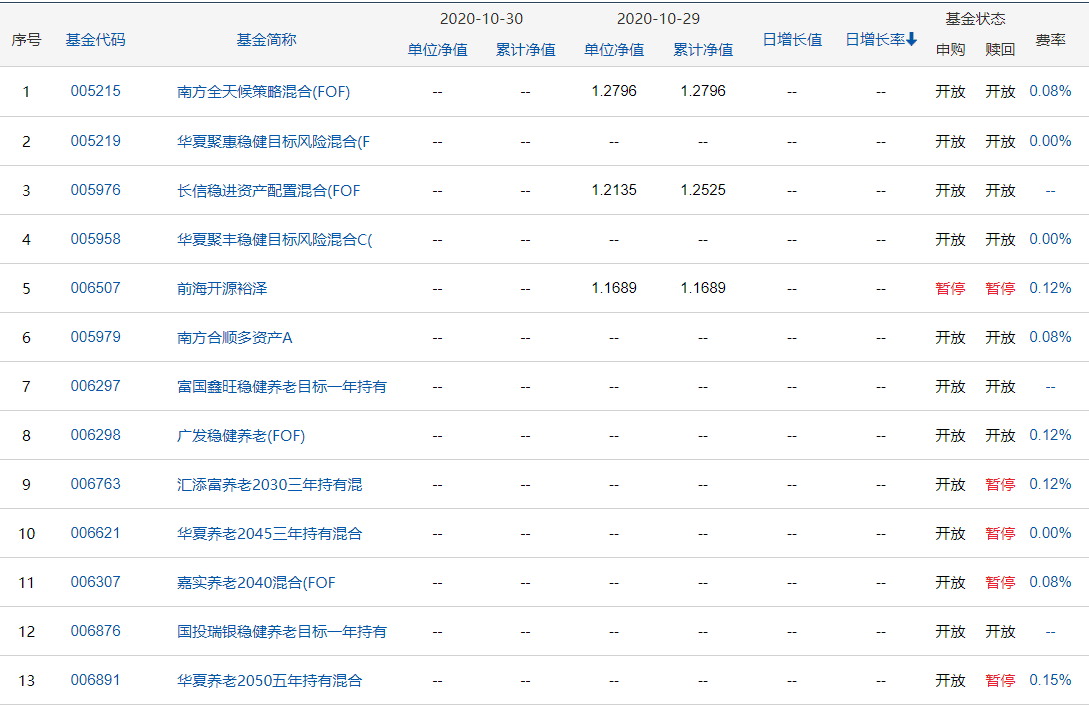 序号 基金代码 基金简称 2020-10-30 2020-10-29 日增长值 日增长率 基金状态 费率
单位净值 累计净值 单位净值 累计净值 申购 赎回
1 005215 南方全天候策略混合(FOF) -- -- 1.2796 1.2796 -- -- 开放 开放 0.08%
2 005219 华夏聚惠稳健目标风险混合(F -- -- -- -- -- -- 开放 开放 0.00%
3 005976 长信稳进资产配置混合(FOF -- -- 1.2135 1.2525 -- -- 开放 开放 --
4 005958 华夏聚丰稳健目标风险混合C( -- -- -- -- -- -- 开放 开放 0.00%
5 006507 前海开源裕泽 -- -- 1.1689 1.1689 -- -- 暂停 暂停 0.12%
6 005979 南方合顺多资产A -- -- -- -- -- -- 开放 开放 0.08%
7 006297 富国鑫旺稳健养老目标一年持有 -- -- -- -- -- -- 开放 开放 --
8 006298 广发稳健养老(FOF) -- -- -- -- -- -- 开放 开放 0.12%
9 006763 汇添富养老2030三年持有混 -- -- -- -- -- -- 开放 暂停 0.12%
10 006621 华夏养老2045三年持有混合 -- -- -- -- -- -- 开放 暂停 0.00%
11 006307 嘉实养老2040混合(FOF -- -- -- -- -- -- 开放 暂停 0.08%
12 006876 国投瑞银稳健养老目标一年持有 -- -- -- -- -- -- 开放 开放 --
13 006891 华夏养老2050五年持有混合 -- -- -- -- -- -- 开放 暂停 0.15%